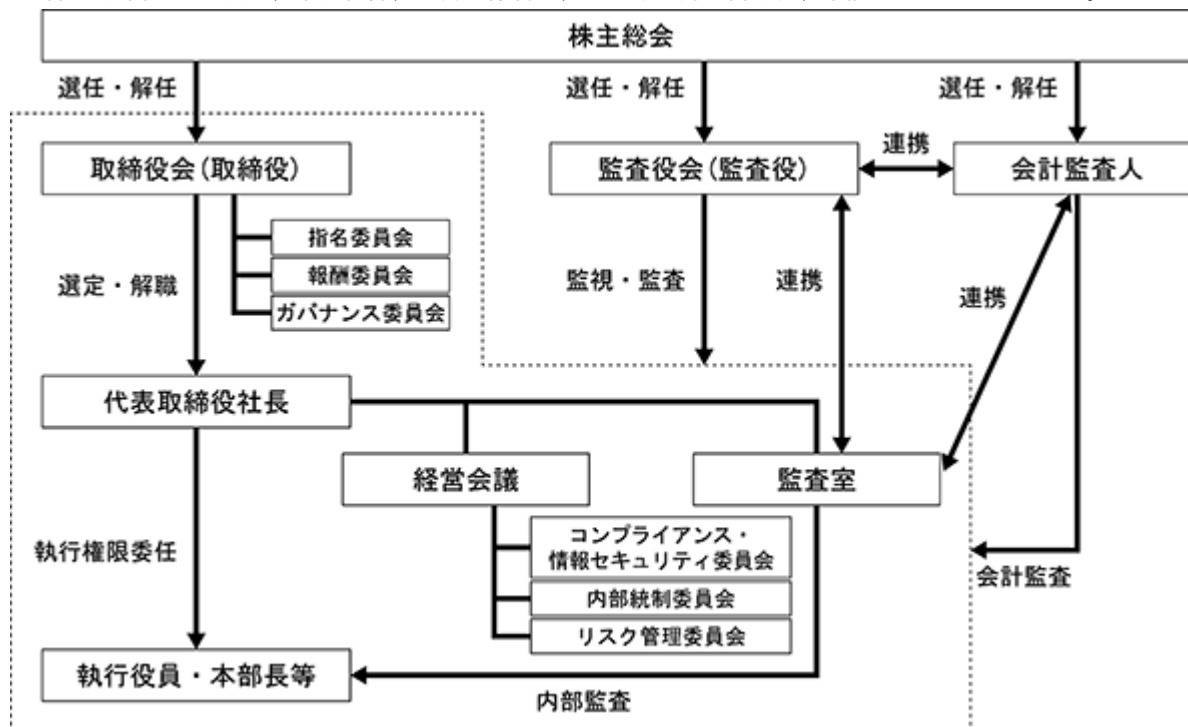 株主総会
選任・解任
選任・解任
選任・解任
取締役会(取締役)
監査役会(監査役)
連携
会計監査人
指名委員会
報酬委員会
ガバナンス委員会
選定・解職
監視・監査
連携
連携
代表取締役社長
経営会議
監査室
執行権限委任
コンプライアンス・
情報セキュリティ委員会
内部統制委員会
リスク管理委員会
会計監査
執行役員・本部長等
内部監査